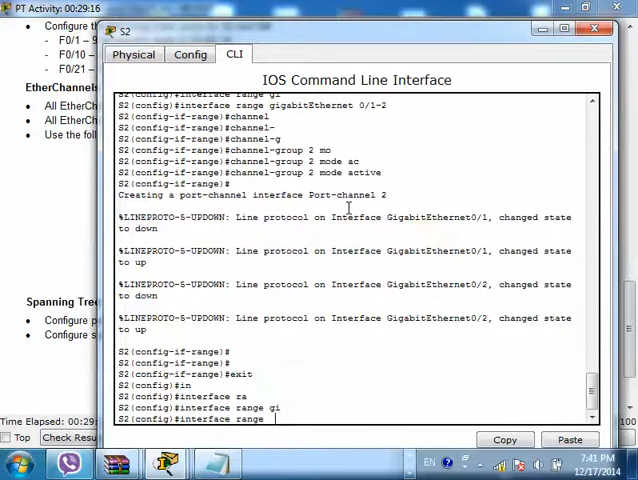 PT Activity: 00:29:16
S2
Configure th
F0/1 – 9
F0/10 –
F0/21 –
EtherChannels
All EtherCh
All EtherCh
Use the follo
Spanning Tree
Configure p
Configure s
Physical
Config
CLI
IOS Command Line Interface
S2(config)#interface range gi
S2(config)#interface range gigabitEthernet 0/1-2
S2(config-if-range)#channel
S2(config-if-range)#channel-
S2(config-if-range)#channel-g
S2(config-if-range)#channel-group 2 mo
S2(config-if-range)#channel-group 2 mode ac
S2(config-if-range)#channel-group 2 mode active
S2(config-if-range)#
Creating a port-channel interface Port-channel 2
%LINEPROTO-5-UPDOWN: Line protocol on Interface GigabitEthernet0/1, changed state
to down
%LINEPROTO-5-UPDOWN: Line protocol on Interface GigabitEthernet0/1, changed state
to up
%LINEPROTO-5-UPDOWN: Line protocol on Interface GigabitEthernet0/2, changed state
to down
%LINEPROTO-5-UPDOWN: Line protocol on Interface GigabitEthernet0/2, changed state
to up
S2(config-if-range)#
S2(config-if-range)#
S2(config-if-range)#exit
S2(config)#in
S2(config)#interface ra
S2(config)#interface range gi
S2(config)#interface range
Copy
Paste
Time Elapsed: 00:29:
100
Top
Check Resul
EN
7:41 PM
12/17/2014